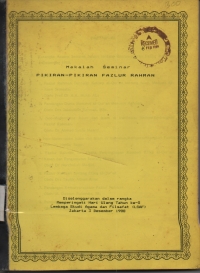 Makalah Seminar
PIKIRAN-PIKIRAN FAZLUR RAHMAN
Diselenggarakan dalam rangka
Memperingati Hari Ulang Tahun ke-5
Lembaga Studi Agama dan Filsafat (LSAF)
Jakarta 3 Desember 1988